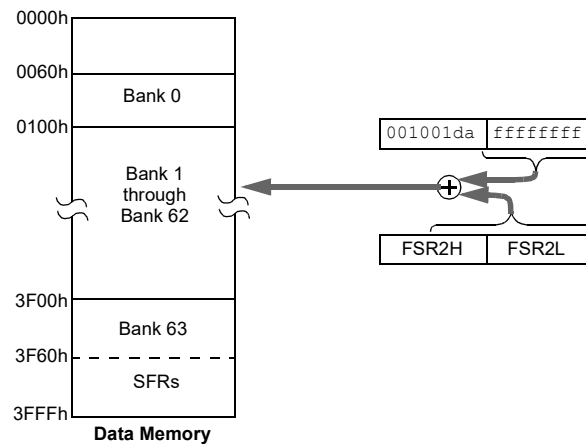 0000h
0060h
Bank 0
0100h
001001da ffffffff
Bank 1
through
Bank 62
FSR2H FSR2L
3F00h
Bank 63
3F60h
SFRs
3FFFh
Data Memory